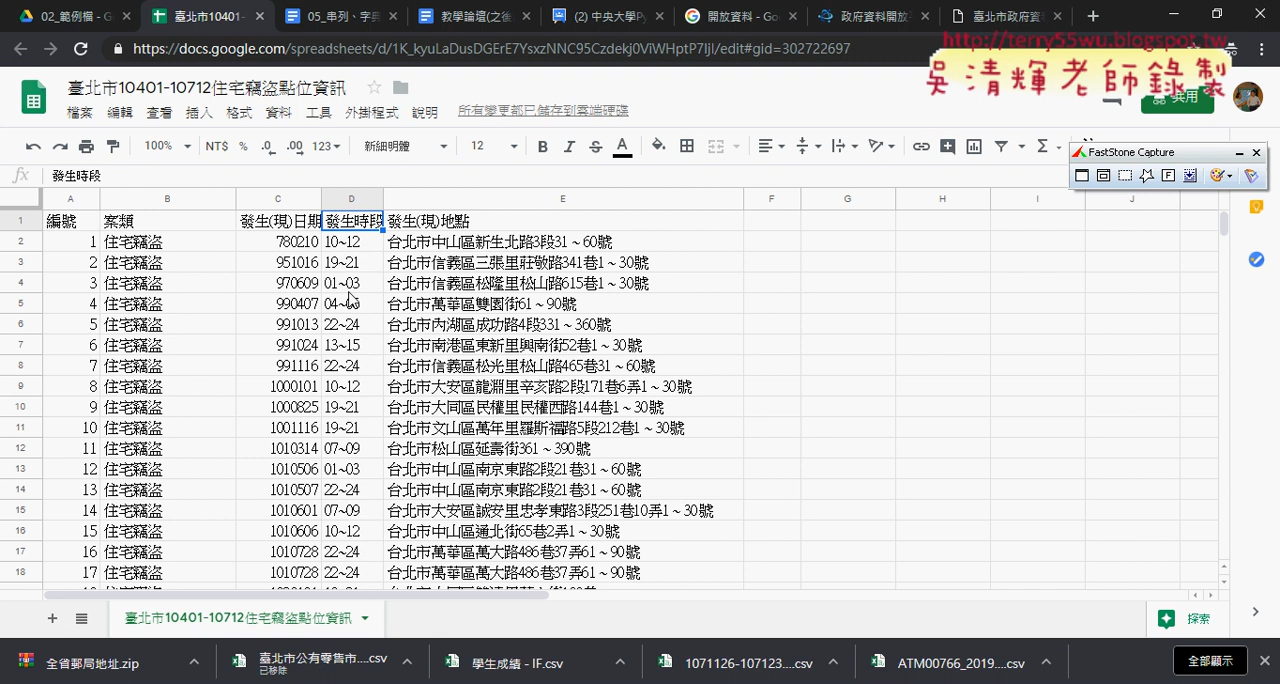 02_範例檔 - G
臺北市10401-
05_串列、字典
教學論壇(之後
(2) 中央大學Py
開放資料 - Go
政府資料開放
臺北市政府資
https://docs.google.com/spreadsheets/d/1K_kyuLaDusDGErE7YsxzNNC95Czdekj0ViWHptP7ljI/edit#gid=302722697
http://terry55wu.blogspot.tw
吳清輝老師錄製
臺北市10401-10712住宅竊盜點位資訊
共用
檔案 編輯 查看 插入 格式 資料 工具 外掛程式 說明 所有變更都已儲存到雲端硬碟
100% NT$ % .0 .00 123 新細明體 12 B I S A Σ
FastStone Capture
fx 發生時段
A B C D E F G H I J
1 編號 案類 發生(現)日期 發生時段 發生(現)地點
2 1 住宅竊盜 780210 10~12 台北市中山區新生北路3段31～60號
3 2 住宅竊盜 951016 19~21 台北市信義區三張里莊敬路341巷1～30號
4 3 住宅竊盜 970609 01~03 台北市信義區松隆里松山路615巷1～30號
5 4 住宅竊盜 990407 台北市萬華區雙園街61～90號
6 5 住宅竊盜 991013 22~24 台北市內湖區成功路4段331～360號
7 6 住宅竊盜 991024 13~15 台北市南港區東新里興南街52巷1～30號
8 7 住宅竊盜 991116 22~24 台北市信義區松光里松山路465巷31～60號
9 8 住宅竊盜 1000101 10~12 台北市大安區龍淵里辛亥路2段171巷6弄1～30號
10 9 住宅竊盜 1000825 19~21 台北市大同區民權里民權西路144巷1～30號
11 10 住宅竊盜 1001116 19~21 台北市文山區萬年里羅斯福路5段212巷1～30號
12 11 住宅竊盜 1010314 07~09 台北市松山區延壽街361～390號
13 12 住宅竊盜 1010506 01~03 台北市中山區南京東路2段21巷31～60號
14 13 住宅竊盜 1010507 22~24 台北市中山區南京東路2段21巷31～60號
15 14 住宅竊盜 1010601 07~09 台北市大安區誠安里忠孝東路3段251巷10弄1～30號
16 15 住宅竊盜 1010606 10~12 台北市中山區通北街65巷2弄1～30號
17 16 住宅竊盜 1010728 22~24 台北市萬華區萬大路486巷37弄61～90號
18 17 住宅竊盜 1010728 22~24 台北市萬華區萬大路486巷37弄61～90號
臺北市10401-10712住宅竊盜點位資訊
探索
全省郵局地址.zip
臺北市公有零售市....csv
已移除
學生成績 - IF.csv
1071126-107123....csv
ATM00766_2019....csv
全部顯示